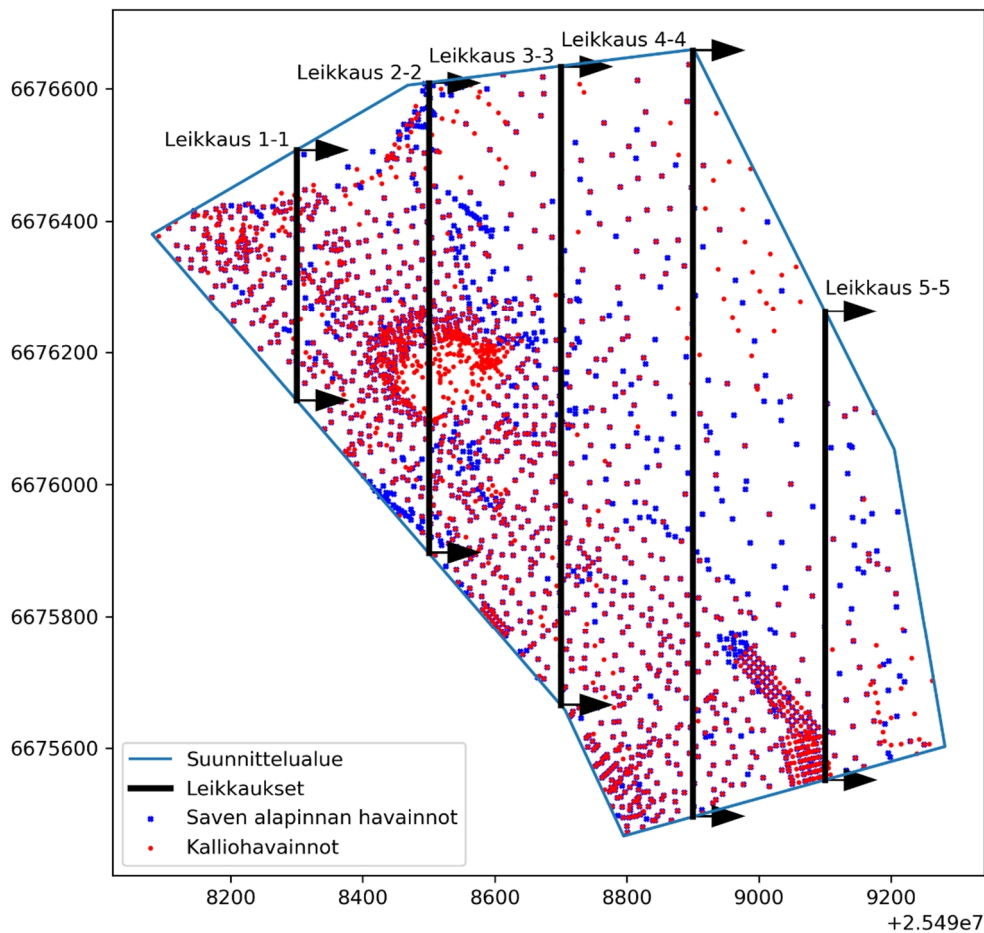 Leikkaus 4-4
Leikkaus 3-3
Leikkaus 2-2
Leikkaus 1-1
Leikkaus 5-5
6676600
6676400
6676200
6676000
6675800
6675600
Suunnittelualue
Leikkaukset
Saven alapinnan havainnot
Kalliohavainnot
8200 8400 8600 8800 9000 9200
+2.549e7